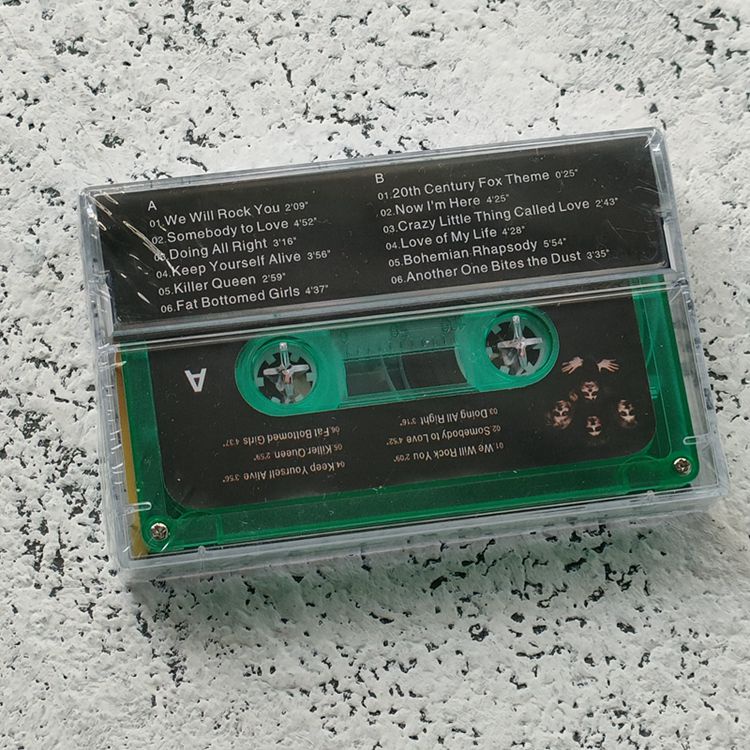 A
01.We Will Rock You 2'09"
02.Somebody to Love 4'52"
03.Doing All Right 3'16"
04.Keep Yourself Alive 3'56"
05.Killer Queen 2'59"
06.Fat Bottomed Girls 4'37"
B
01.20th Century Fox Theme 0'25"
02.Now I'm Here 4'25"
03.Crazy Little Thing Called Love 2'43"
04.Love of My Life 4'28"
05.Bohemian Rhapsody 5'54"
06.Another One Bites the Dust 3'35"
A
01.We Will Rock You 2'09"
02 Somebody to Love 4'52"
03 Doing All Right 3'16"
04 Keep Yourself Alive 3'56"
05 Killer Queen 2'59"
06.Fat Bottomed Girls 4'37"